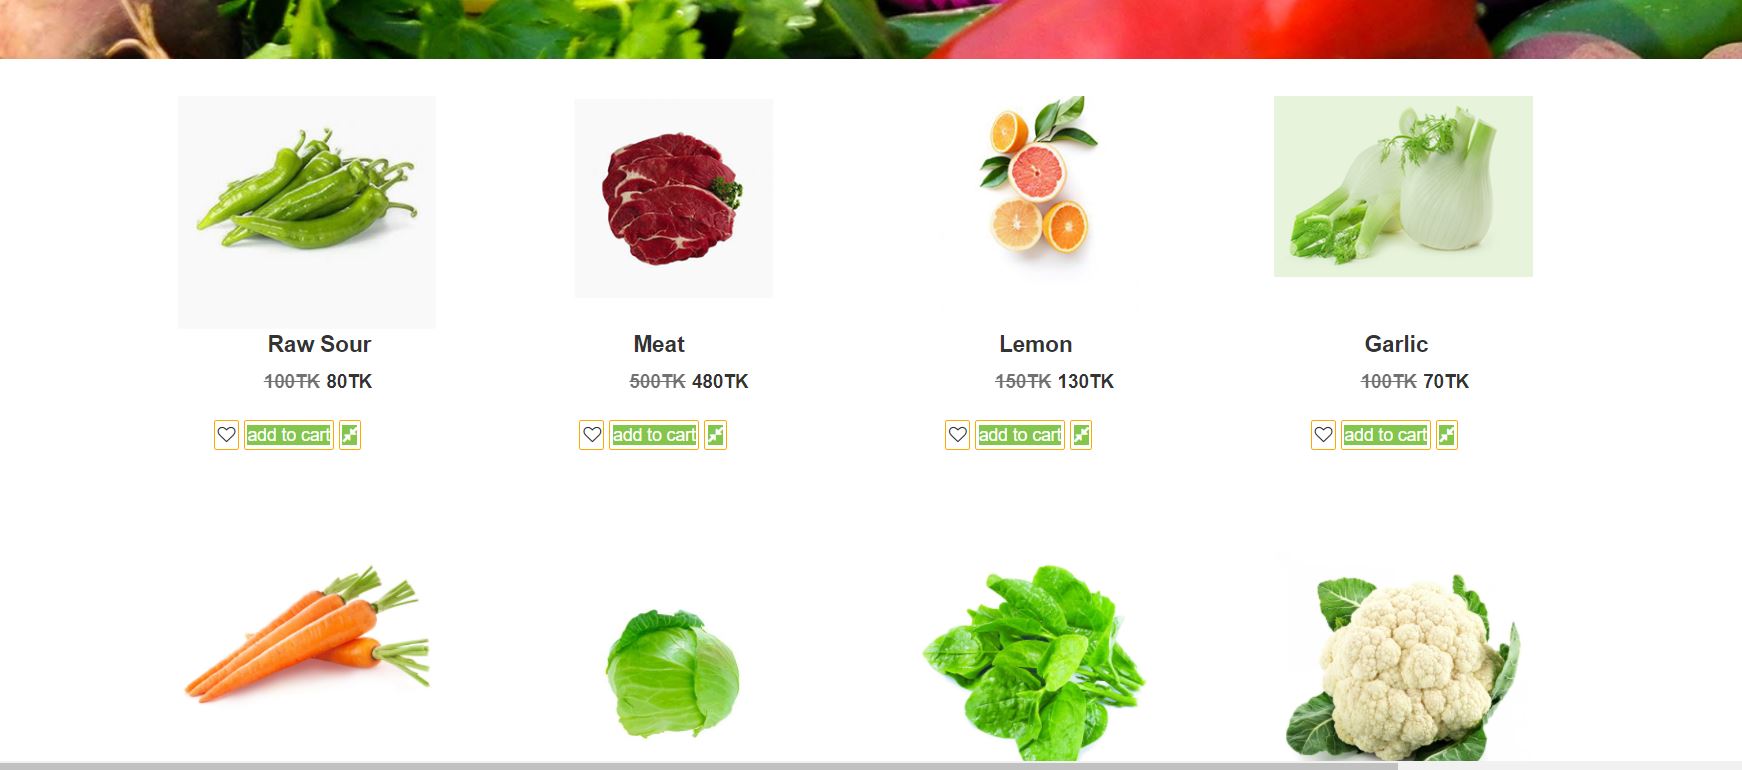 Raw Sour
100TK 80TK
add to cart
Meat
500TK 480TK
add to cart
Lemon
150TK 130TK
add to cart
Garlic
100TK 70TK
add to cart